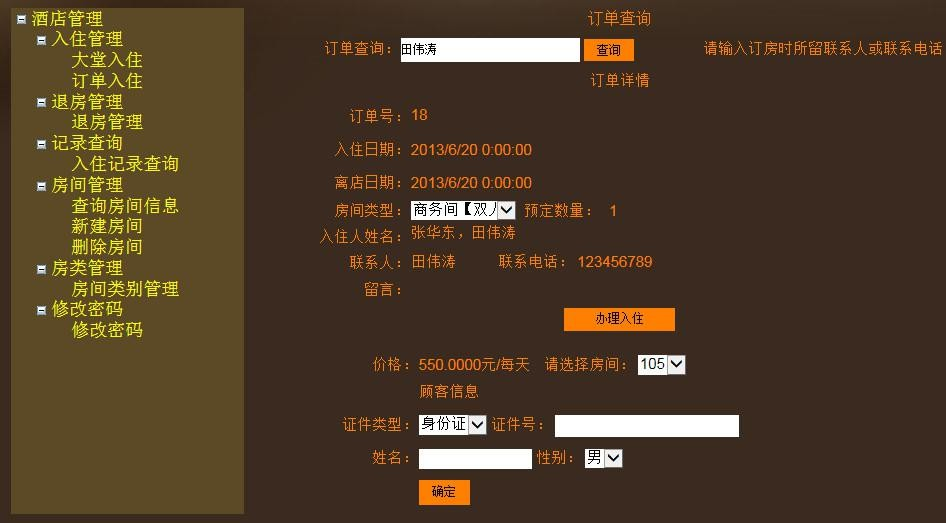 酒店管理
入住管理
大堂入住
订单入住
退房管理
退房管理
记录查询
入住记录查询
房间管理
查询房间信息
新建房间
删除房间
房类管理
房间类别管理
修改密码
修改密码
订单查询
订单查询: 田伟涛 查询 请输入订房时所留联系人或联系电话
订单详情
订单号: 18
入住日期: 2013/6/20 0:00:00
离店日期: 2013/6/20 0:00:00
房间类型: 商务间【双人 预定数量: 1
入住人姓名: 张华东，田伟涛
联系人: 田伟涛 联系电话: 123456789
留言:
办理入住
价格: 550.0000元/每天 请选择房间: 105
顾客信息
证件类型: 身份证 证件号:
姓名: 性别: 男
确定